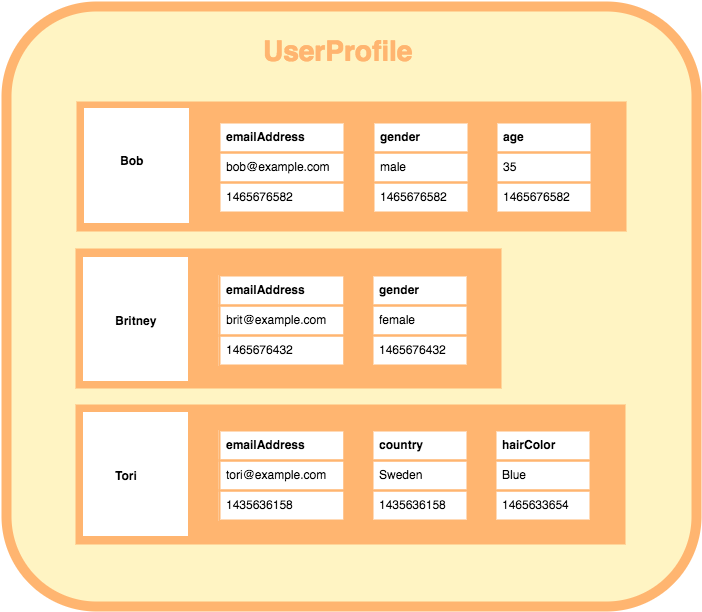 UserProfile
Bob
emailAddress gender age
bob@example.com male 35
1465676582 1465676582 1465676582
Britney
emailAddress gender
brit@example.com female
1465676432 1465676432
Tori
emailAddress country hairColor
tori@example.com Sweden Blue
1435636158 1435636158 1465633654